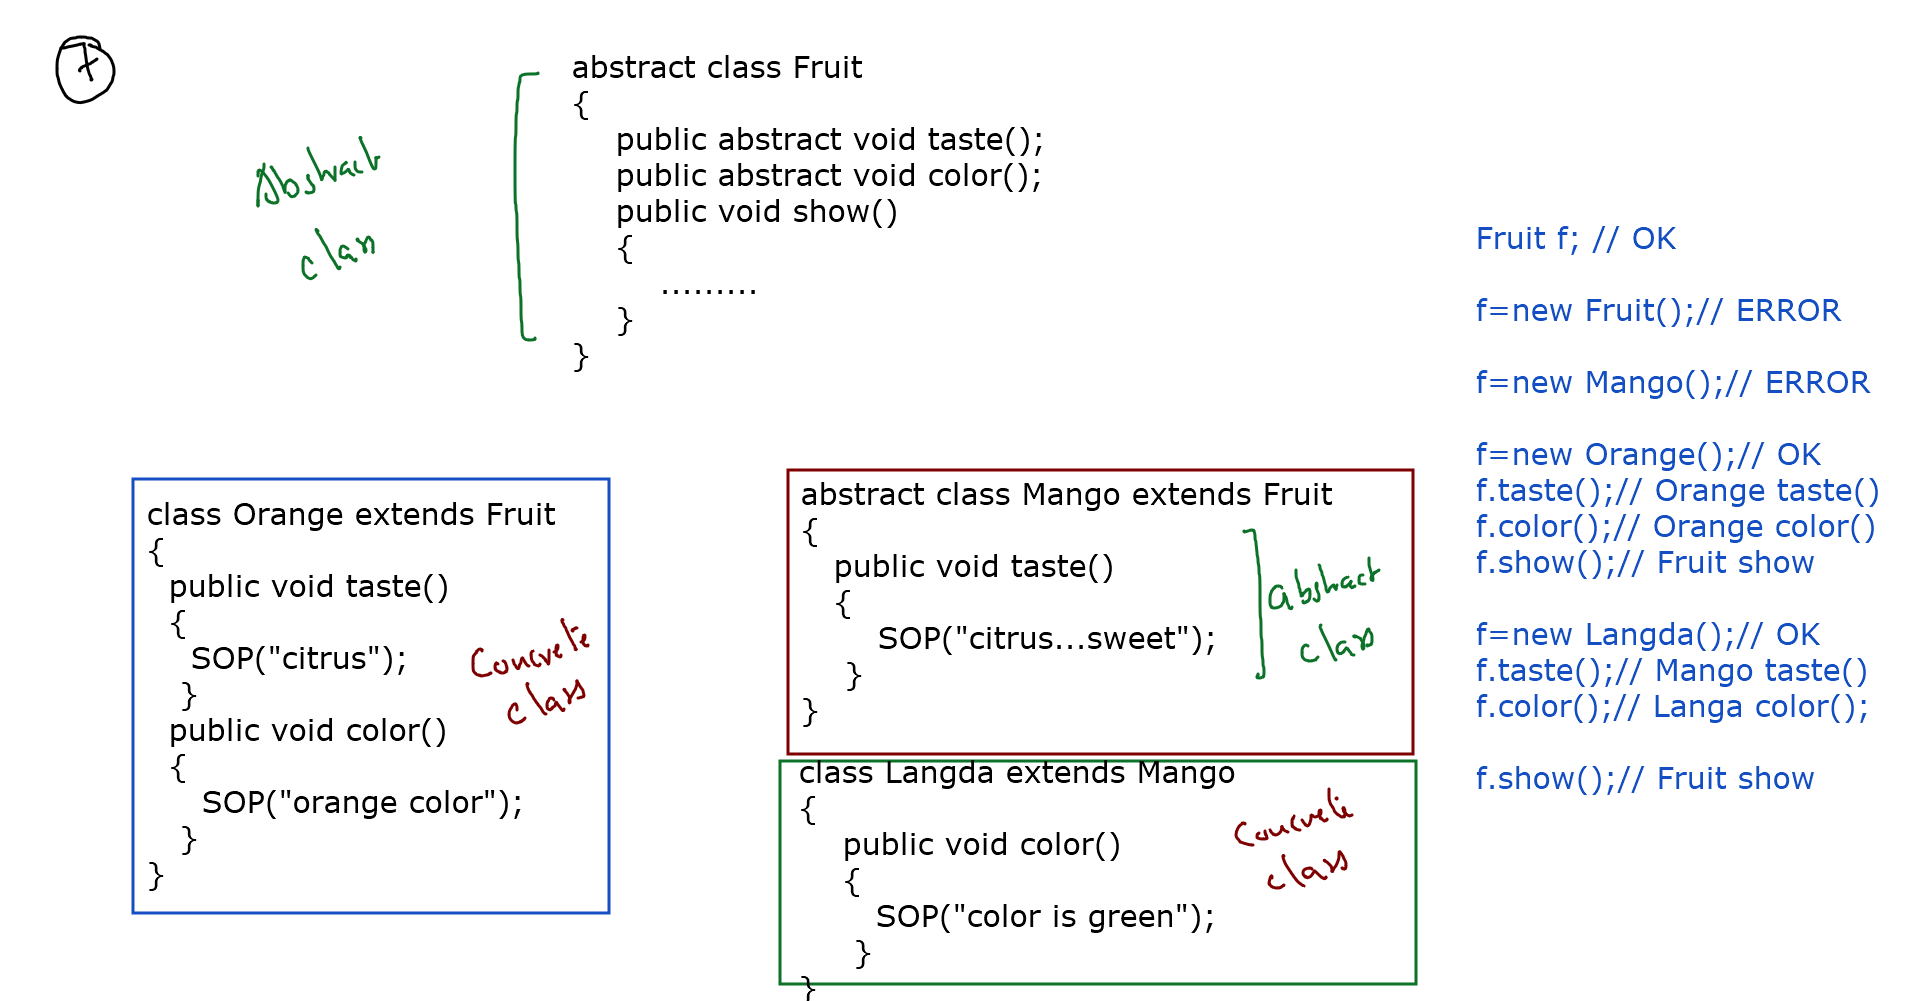 7
abstract class Fruit
{
public abstract void taste();
public abstract void color();
public void show()
{
.........
}
}
Abstract
class
class Orange extends Fruit
{
public void taste()
{
SOP("citrus");
}
public void color()
{
SOP("orange color");
}
}
Concrete
class
abstract class Mango extends Fruit
{
public void taste()
{
SOP("citrus...sweet");
}
}
abstract
class
class Langda extends Mango
{
public void color()
{
SOP("color is green");
}
}
Concrete
class
Fruit f; // OK
f=new Fruit();// ERROR
f=new Mango();// ERROR
f=new Orange();// OK
f.taste();// Orange taste()
f.color();// Orange color()
f.show();// Fruit show
f=new Langda();// OK
f.taste();// Mango taste()
f.color();// Langa color();
f.show();// Fruit show